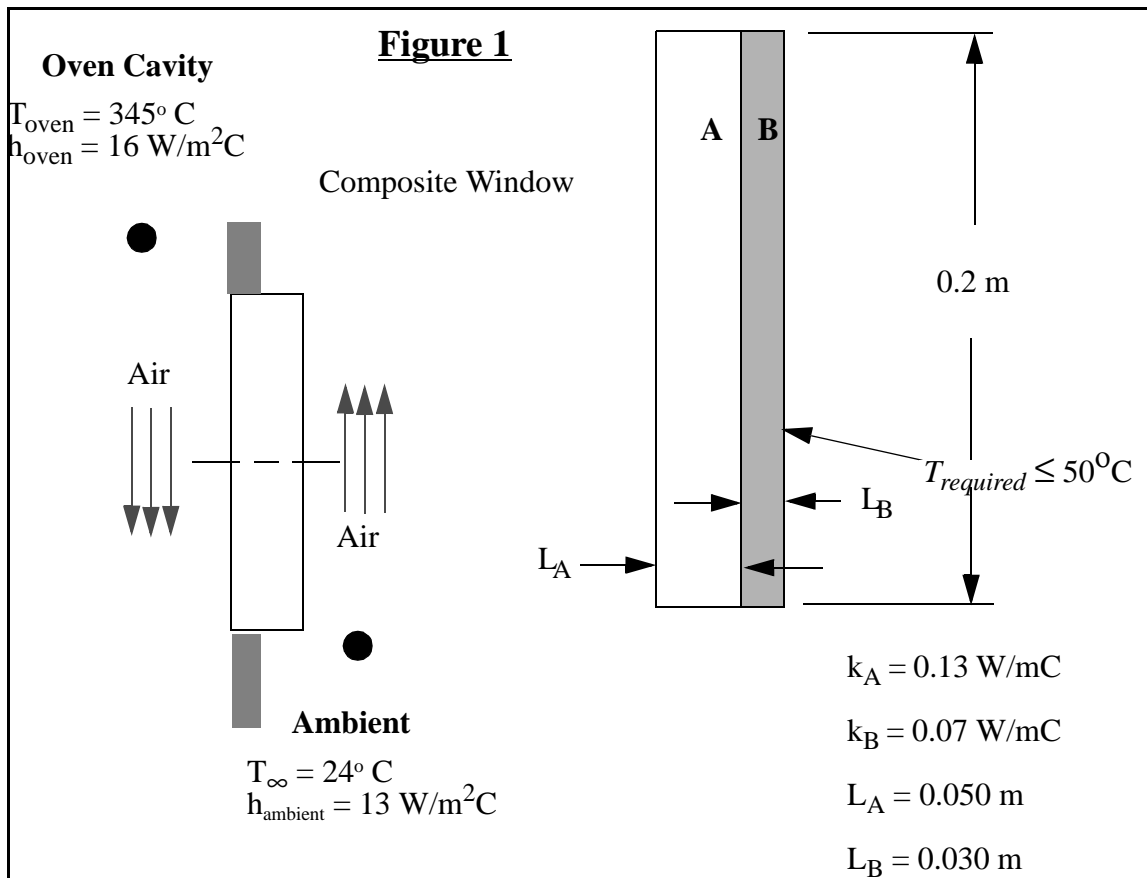 Figure 1
Oven Cavity
T_oven = 345° C
h_oven = 16 W/m²C
Composite Window
A B
0.2 m
Air
Air
T_required ≤ 50°C
L_B
L_A
Ambient
T_∞ = 24° C
h_ambient = 13 W/m²C
k_A = 0.13 W/mC
k_B = 0.07 W/mC
L_A = 0.050 m
L_B = 0.030 m